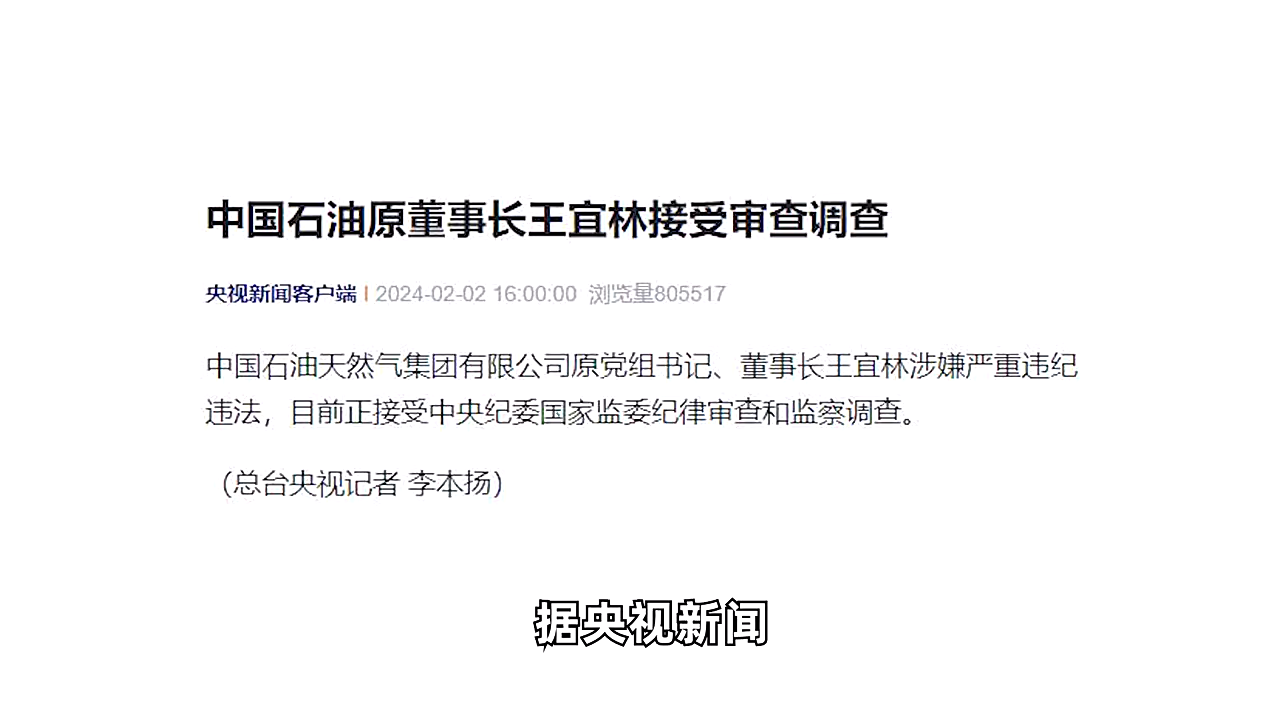 中国石油原董事长王宜林接受审查调查
央视新闻客户端 | 2024-02-02 16:00:00 浏览量805517
中国石油天然气集团有限公司原党组书记、董事长王宜林涉嫌严重违纪
违法，目前正接受中央纪委国家监委纪律审查和监察调查。
（总台央视记者 李本扬）
据央视新闻